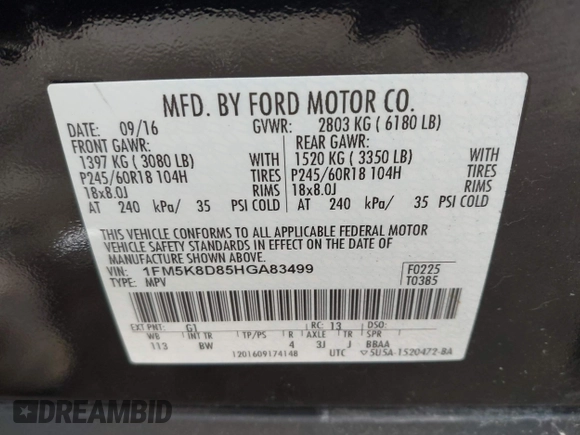 MFD. BY FORD MOTOR CO.
09/16 GVWR: 2803 KG ( 6180 LB)
FRONT GAWR: REAR GAWR:
1397 KG ( 3080 LB) WITH 1520 KG ( 3350 LB) WITH
P245/60R18 104H TIRES P245/60R18 104H TIRES
18x8.0J RIMS 18x8.0J RIMS
AT 240 kPa/ 35 PSI COLD AT 240 kPa/ 35 PSI COLD
THIS VEHICLE CONFORMS TO ALL APPLICABLE FEDERAL MOTOR
VEHICLE SAFETY STANDARDS IN EFFECT ON THE DATE OF
MANUFACTURE SHOWN ABOVE.
VIN: 1FM5K8D85HGA83499 F0225
TYPE: MPV T0385
EXT PNT: G1 RC: 13 DSO:
WB INT TR TP/PS R AXLE TR SPR
113 BW 4 3J J BBAA
1201609174148 UTC 5U5A-1520472-BA
DREAMBID